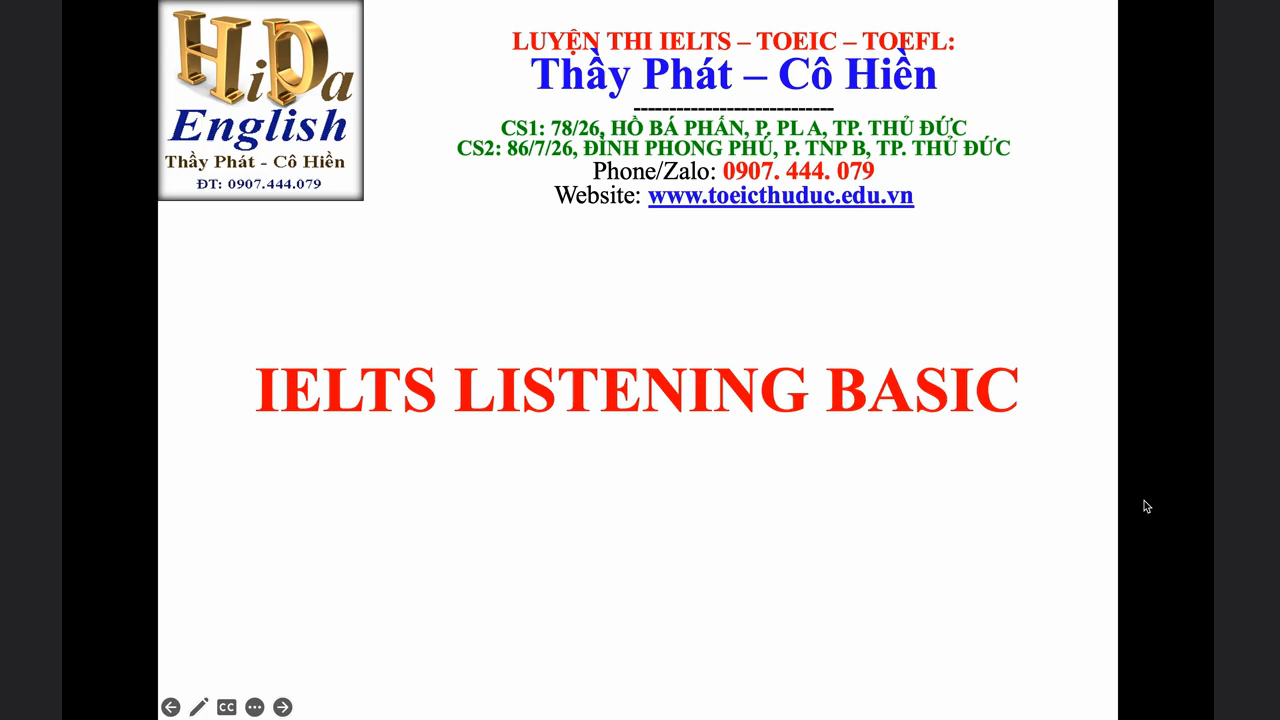 HiPa
English
Thầy Phát - Cô Hiền
ĐT: 0907.444.079
LUYỆN THI IELTS – TOEIC – TOEFL:
Thầy Phát – Cô Hiền
----------------------------
CS1: 78/26, HỒ BÁ PHẤN, P. PL A, TP. THỦ ĐỨC
CS2: 86/7/26, ĐÌNH PHONG PHÚ, P. TNP B, TP. THỦ ĐỨC
Phone/Zalo: 0907. 444. 079
Website: www.toeicthuduc.edu.vn
IELTS LISTENING BASIC
CC